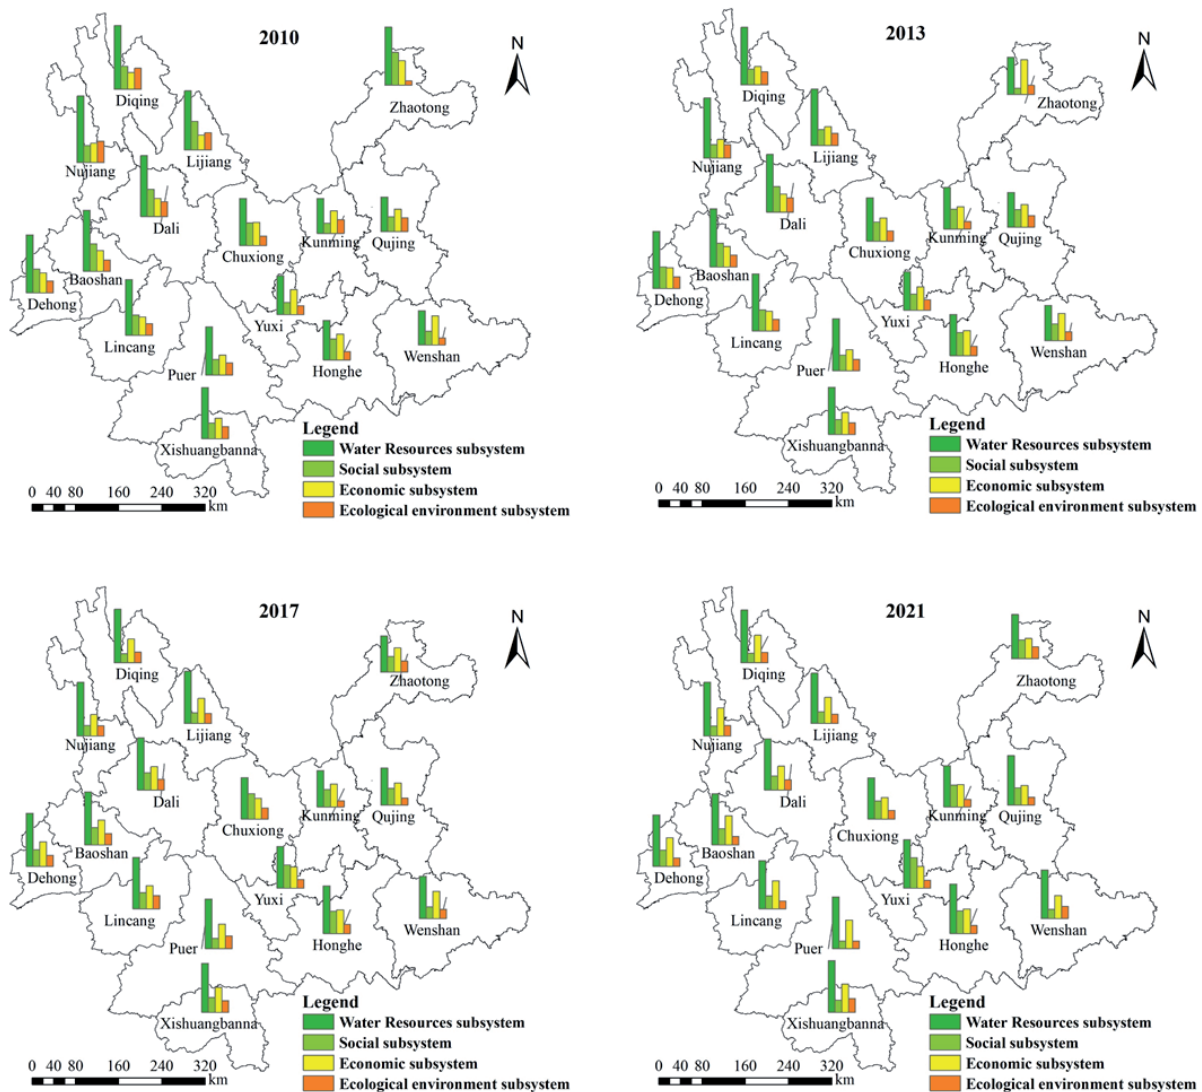 2010
N
Diqing
Zhaotong
Nujiang
Lijiang
Dali
Chuxiong
Kunming
Qujing
Baoshan
Dehong
Lincang
Yuxi
Wenshan
Puer
Honghe
Xishuangbanna
Legend
Water Resources subsystem
Social subsystem
Economic subsystem
Ecological environment subsystem
0 40 80 160 240 320
km
2013
N
Diqing
Zhaotong
Nujiang
Lijiang
Dali
Chuxiong
Kunming
Qujing
Baoshan
Dehong
Lincang
Yuxi
Wenshan
Puer
Honghe
Xishuangbanna
Legend
Water Resources subsystem
Social subsystem
Economic subsystem
Ecological environment subsystem
0 40 80 160 240 320
km
2017
N
Diqing
Zhaotong
Nujiang
Lijiang
Dali
Chuxiong
Kunming
Qujing
Baoshan
Dehong
Lincang
Yuxi
Wenshan
Puer
Honghe
Xishuangbanna
Legend
Water Resources subsystem
Social subsystem
Economic subsystem
Ecological environment subsystem
0 40 80 160 240 320
km
2021
N
Diqing
Zhaotong
Nujiang
Lijiang
Dali
Chuxiong
Kunming
Qujing
Baoshan
Dehong
Lincang
Yuxi
Wenshan
Puer
Honghe
Xishuangbanna
Legend
Water Resources subsystem
Social subsystem
Economic subsystem
Ecological environment subsystem
0 40 80 160 240 320
km